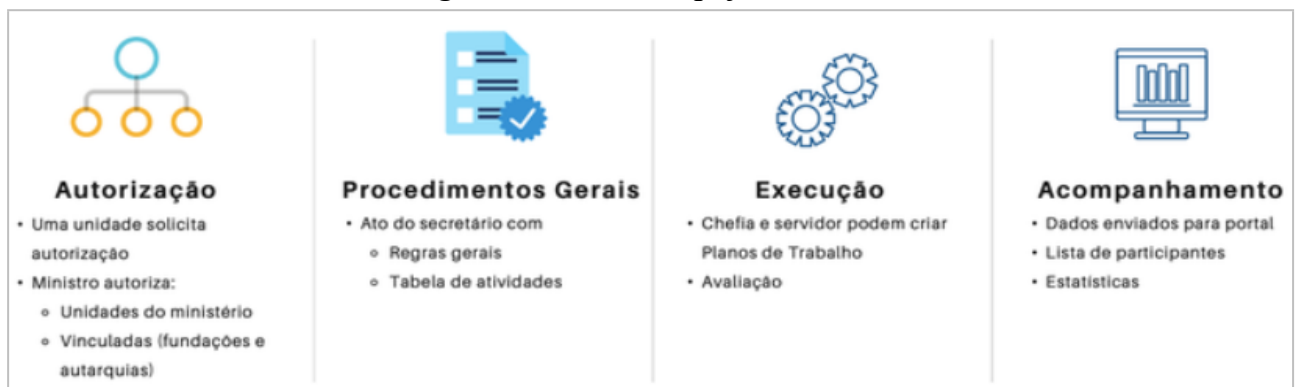 Autorização
• Uma unidade solicita
autorização
• Ministro autoriza:
∘ Unidades do ministério
∘ Vinculadas (fundações e
autarquias)
Procedimentos Gerais
• Ato do secretário com
∘ Regras gerais
∘ Tabela de atividades
Execução
• Chefia e servidor podem criar
Planos de Trabalho
• Avaliação
Acompanhamento
• Dados enviados para portal
• Lista de participantes
• Estatísticas